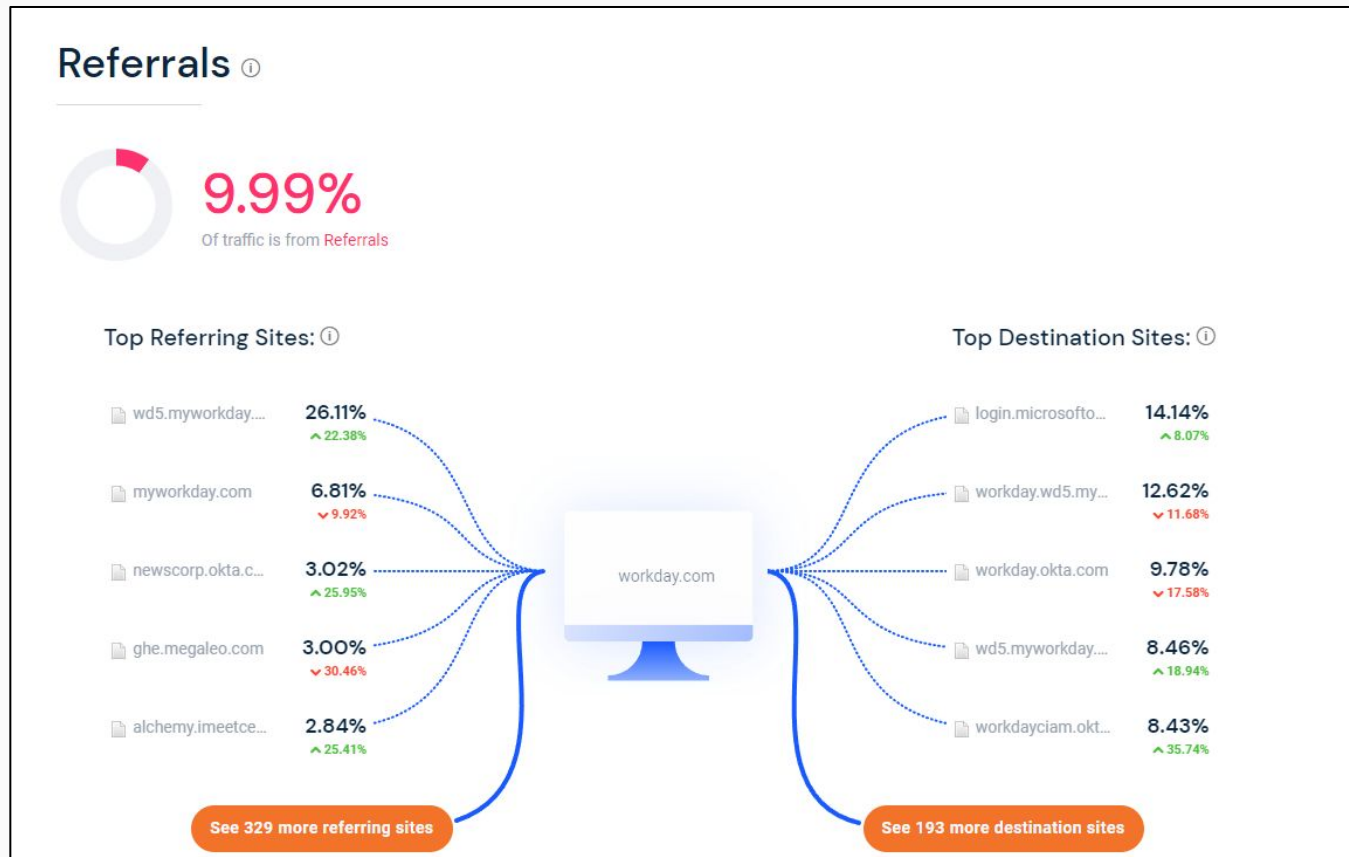 Referrals
9.99%
Of traffic is from Referrals
Top Referring Sites:
wd5.myworday.... 26.11%
22.38%
myworkday.com 6.81%
9.92%
newscorp.okta.c... 3.02%
25.95%
ghe.megaleo.com 3.00%
30.46%
alchemy.imeetce... 2.84%
25.41%
See 329 more referring sites
workday.com
Top Destination Sites:
login.microsofto... 14.14%
8.07%
workday.wd5.my... 12.62%
11.68%
workday.okta.com 9.78%
17.58%
wd5.myworkday.... 8.46%
18.94%
workdayciam.okt... 8.43%
35.74%
See 193 more destination sites